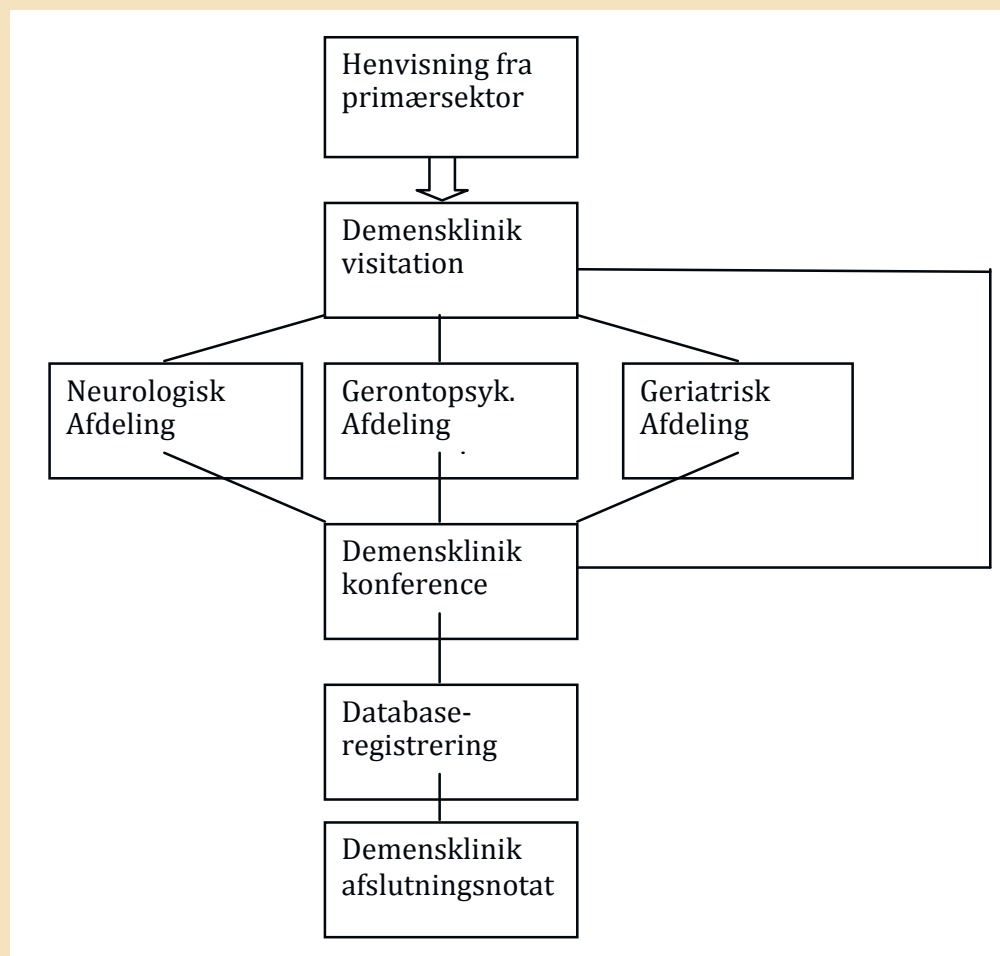 Henvisning fra
primærsektor
Demensklinik
visitation
Neurologisk
Afdeling
Gerontopsyk.
Afdeling
Geriatrisk
Afdeling
Demensklinik
konference
Database-
registrering
Demensklinik
afslutningsnotat